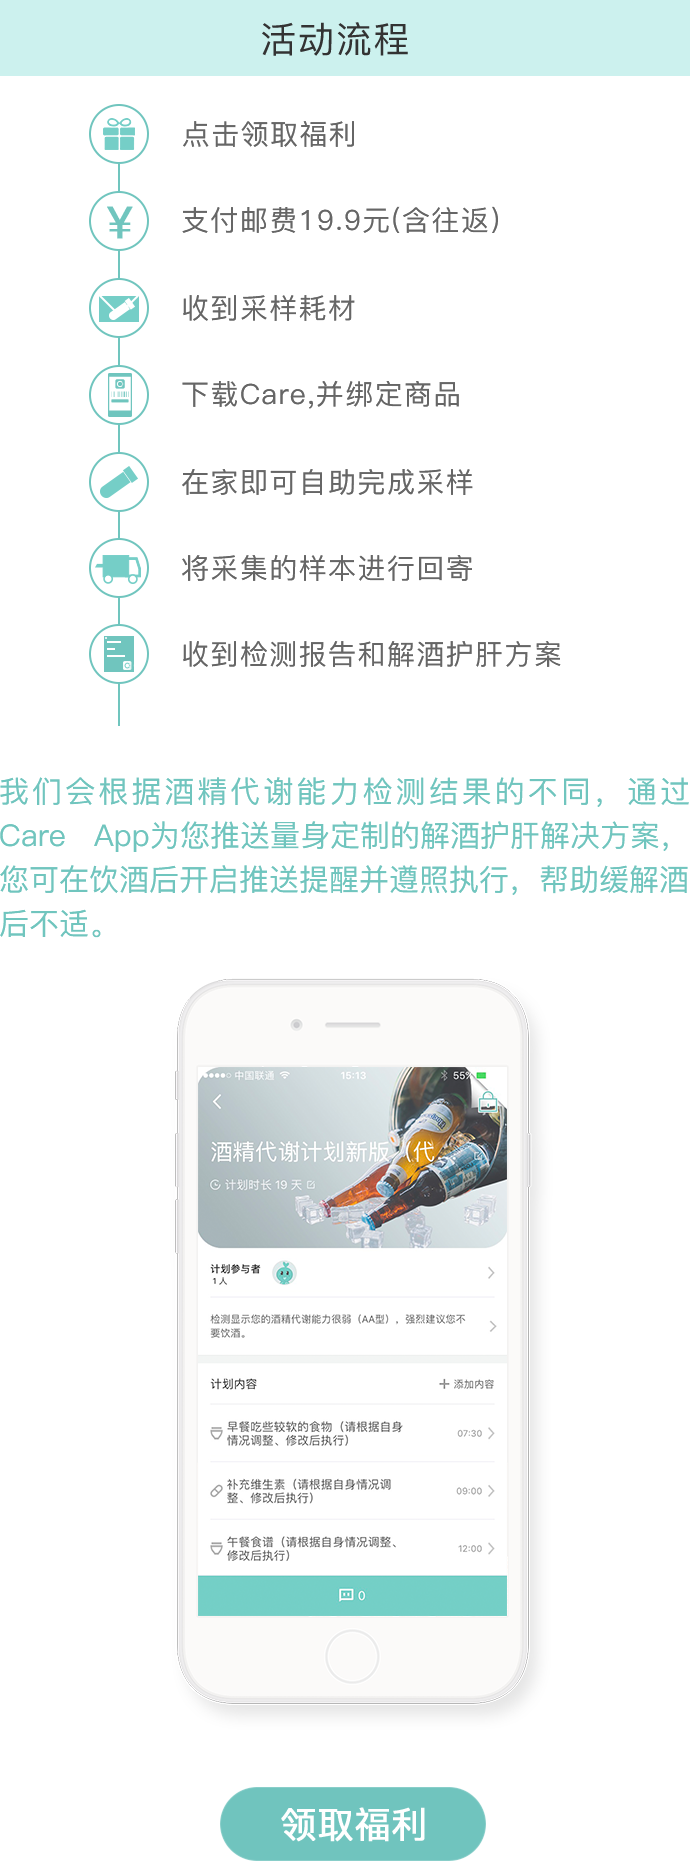 活动流程
点击领取福利
支付邮费19.9元(含往返)
收到采样耗材
下载Care,并绑定商品
在家即可自助完成采样
将采集的样本进行回寄
收到检测报告和解酒护肝方案
我们会根据酒精代谢能力检测结果的不同，通过
Care App为您推送量身定制的解酒护肝解决方案，
您可在饮酒后开启推送提醒并遵照执行，帮助缓解酒
后不适。
中国联通 15:13 55%
酒精代谢计划新版（代...
计划时长 19 天
计划参与者
1人
检测显示您的酒精代谢能力很弱（AA型），强烈建议您不
要饮酒。
计划内容 添加内容
早餐吃些较软的食物（请根据自身
情况调整、修改后执行）
07:30
补充维生素（请根据自身情况调
整、修改后执行）
09:00
午餐食谱（请根据自身情况调整、
修改后执行）
12:00
0
领取福利